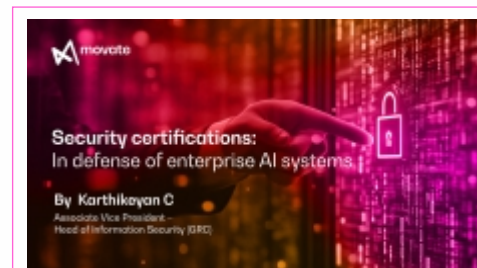 movate
Security certifications:
In defense of enterprise AI systems
By Karthikeyan C
Associate Vice President –
Head of Information Security (GRC)